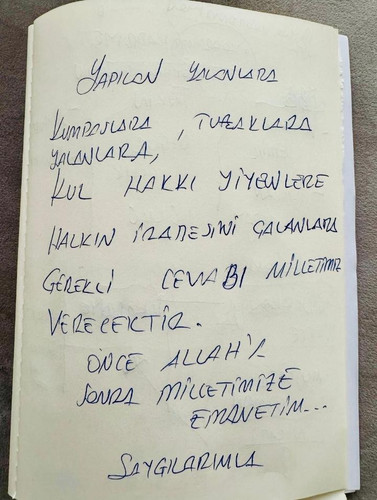 YAPILAN YALANLARA
KUMPASLARA, TUZAKLARA
YALANLARA,
KUL HAKKI YİYENLERE
HALKIN İRADESİNİ ÇALANLARA
GEREKLİ CEVABI MİLLETİMİZ
VERECEKTİR.
ÖNCE ALLAH'A
SONRA MİLLETİMİZE
EMANETİM...
SAYGILARIMLA